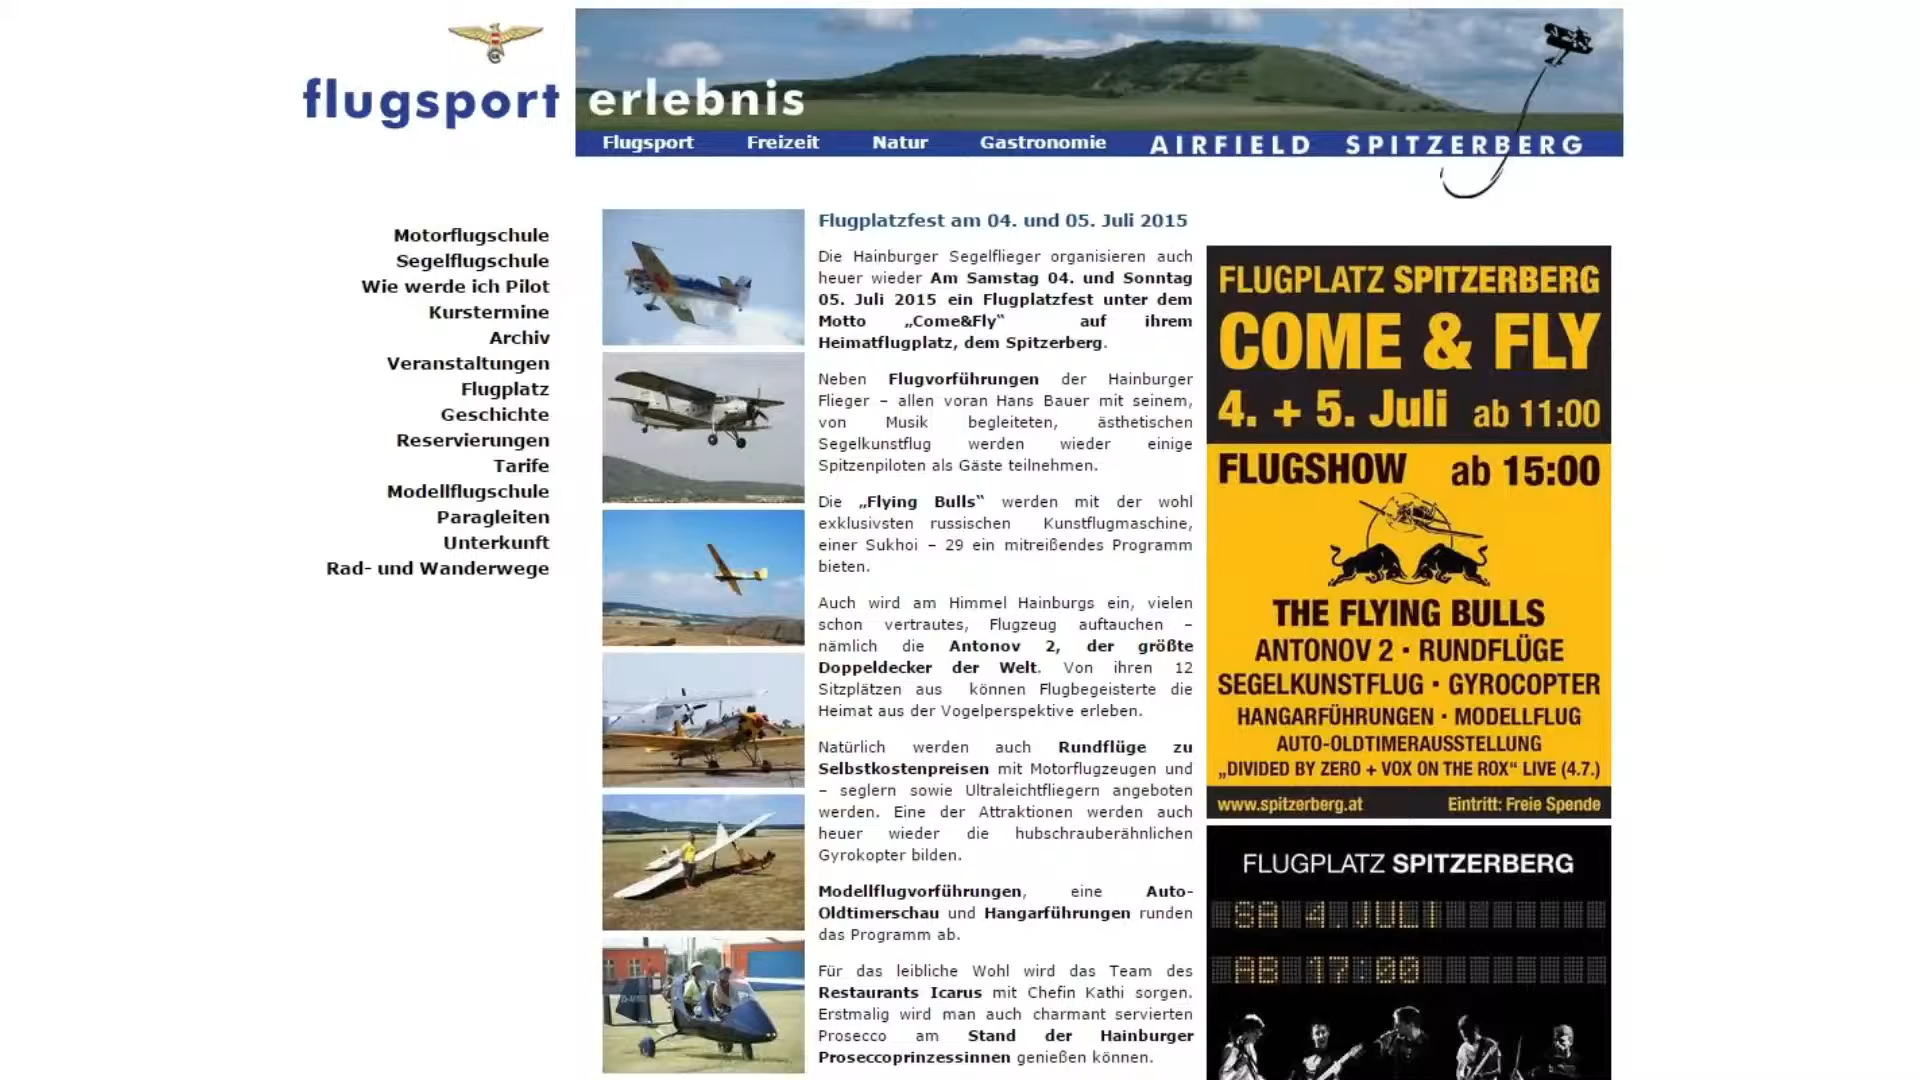 flugsport erlebnis
Flugsport Freizeit Natur Gastronomie AIRFIELD SPITZERBERG
Motorflugschule
Segelflugschule
Wie werde ich Pilot
Kurstermine
Archiv
Veranstaltungen
Flugplatz
Geschichte
Reservierungen
Tarife
Modellflugschule
Paragleiten
Unterkunft
Rad- und Wanderwege
Flugplatzfest am 04. und 05. Juli 2015
Die Hainburger Segelflieger organisieren auch
heuer wieder Am Samstag 04. und Sonntag
05. Juli 2015 ein Flugplatzfest unter dem
Motto „Come&Fly“ auf ihrem
Heimatflugplatz, dem Spitzerberg.
Neben Flugvorführungen der Hainburger
Flieger – allen voran Hans Bauer mit seinem,
von Musik begleiteten, ästhetischen
Segelkunstflug werden wieder einige
Spitzenpiloten als Gäste teilnehmen.
Die „Flying Bulls“ werden mit der wohl
exklusivsten russischen Kunstflugmaschine,
einer Sukhoi – 29 ein mitreißendes Programm
bieten.
Auch wird am Himmel Hainburgs ein, vielen
schon vertrautes, Flugzeug auftauchen –
nämlich die Antonov 2, der größte
Doppeldecker der Welt. Von ihren 12
Sitzplätzen aus können Flugbegeisterte die
Heimat aus der Vogelperspektive erleben.
Natürlich werden auch Rundflüge zu
Selbstkostenpreisen mit Motorflugzeugen und
– seglern sowie Ultraleichtfliegern angeboten
werden. Eine der Attraktionen werden auch
heuer wieder die hubschrauberähnlichen
Gyrokopter bilden.
Modellflugvorführungen, eine Auto-
Oldtimerschau und Hangarführungen runden
das Programm ab.
Für das leibliche Wohl wird das Team des
Restaurants Icarus mit Chefin Kathi sorgen.
Erstmalig wird man auch charmant servierten
Prosecco am Stand der Hainburger
Proseccoprinzessinnen genießen können.
FLUGPLATZ SPITZERBERG
COME & FLY
4. + 5. Juli ab 11:00
FLUGSHOW ab 15:00
THE FLYING BULLS
ANTONOV 2 · RUNDFLÜGE
SEGELKUNSTFLUG · GYROCOPTER
HANGARFÜHRUNGEN · MODELLFLUG
AUTO-OLDTIMERAUSSTELLUNG
„DIVIDED BY ZERO + VOX ON THE ROX“ LIVE (4.7.)
www.spitzerberg.at Eintritt: Freie Spende
FLUGPLATZ SPITZERBERG
SA 4.JULI
AB 17:00